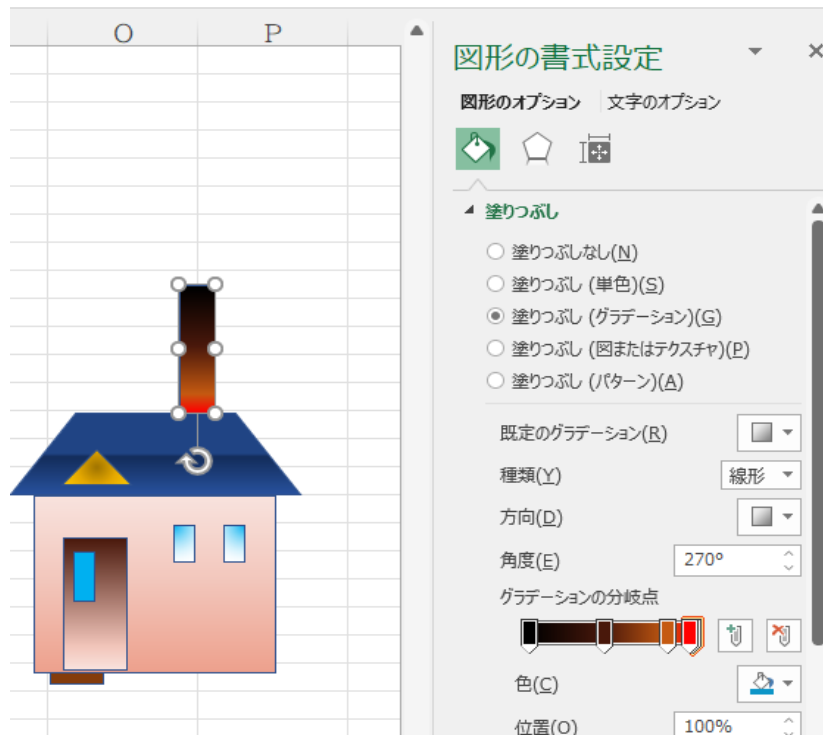 O P
図形の書式設定
図形のオプション 文字のオプション
塗りつぶし
塗りつぶしなし(N)
塗りつぶし (単色)(S)
塗りつぶし (グラデーション)(G)
塗りつぶし (図またはテクスチャ)(P)
塗りつぶし (パターン)(A)
既定のグラデーション(R)
種類(Y) 線形
方向(D)
角度(E) 270°
グラデーションの分岐点
色(C)
位置(O) 100%